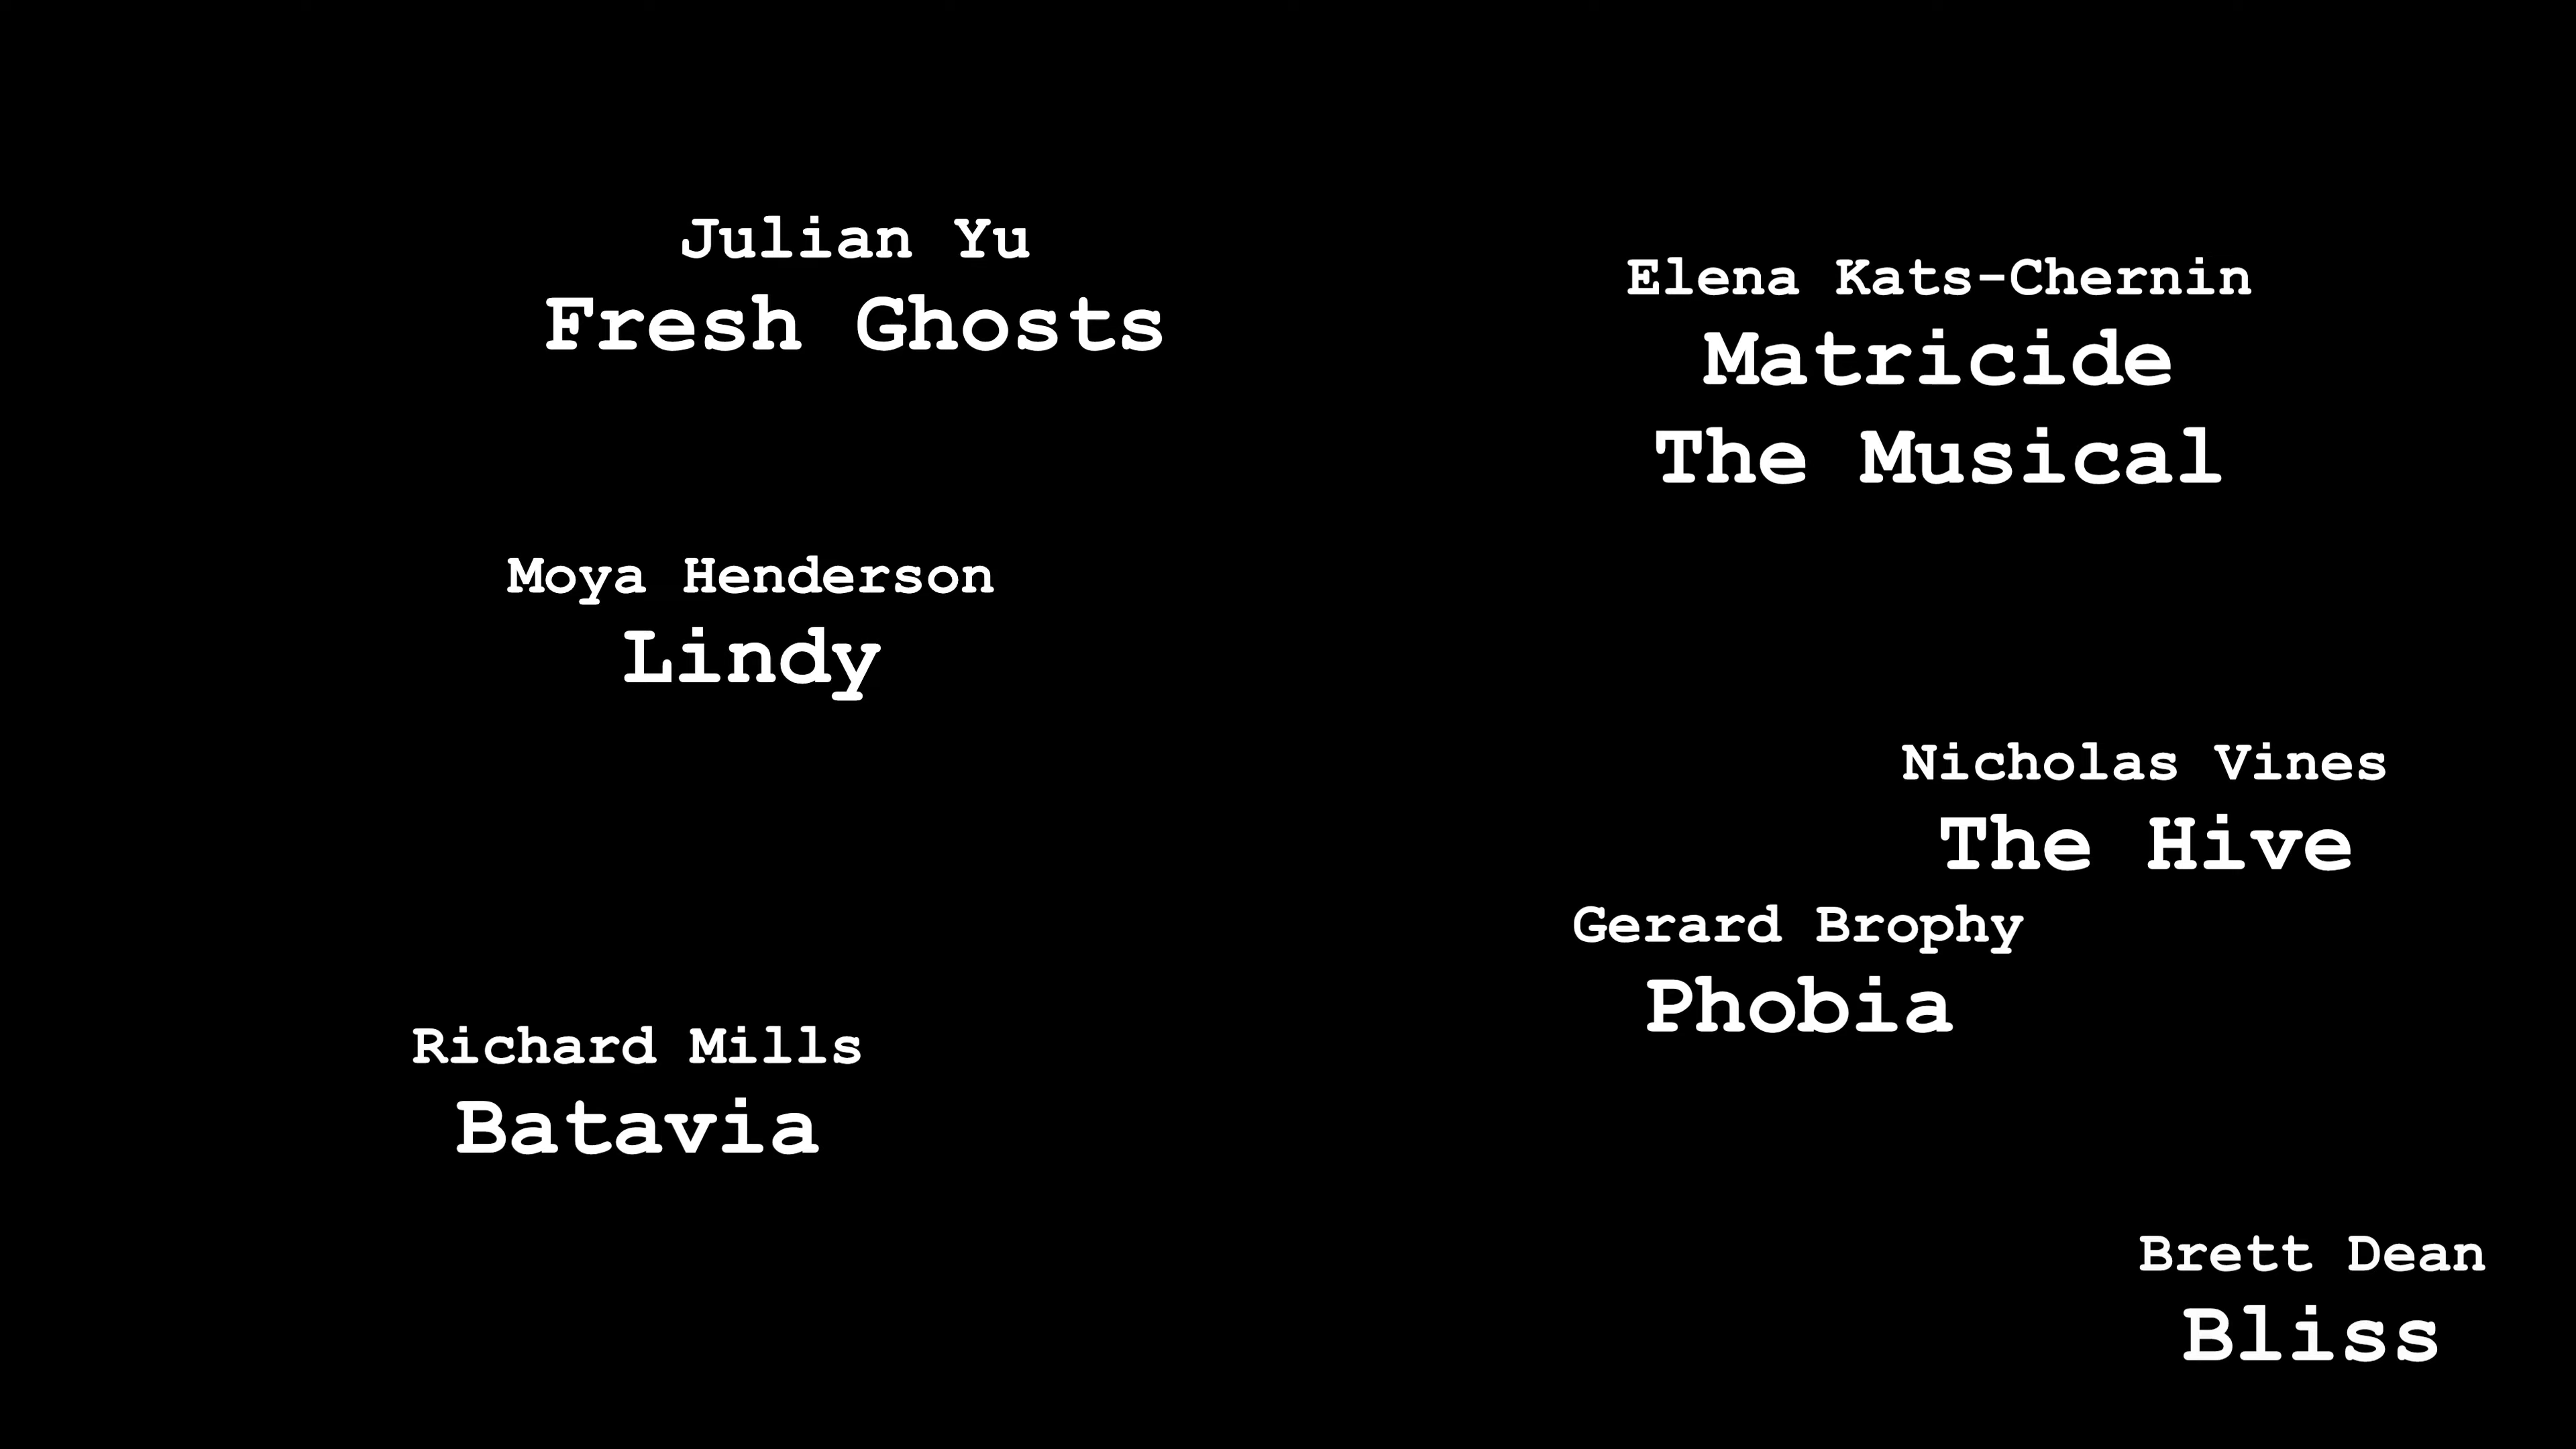 Julian Yu
Fresh Ghosts
Elena Kats-Chernin
Matricide
The Musical
Moya Henderson
Lindy
Nicholas Vines
The Hive
Gerard Brophy
Phobia
Richard Mills
Batavia
Brett Dean
Bliss